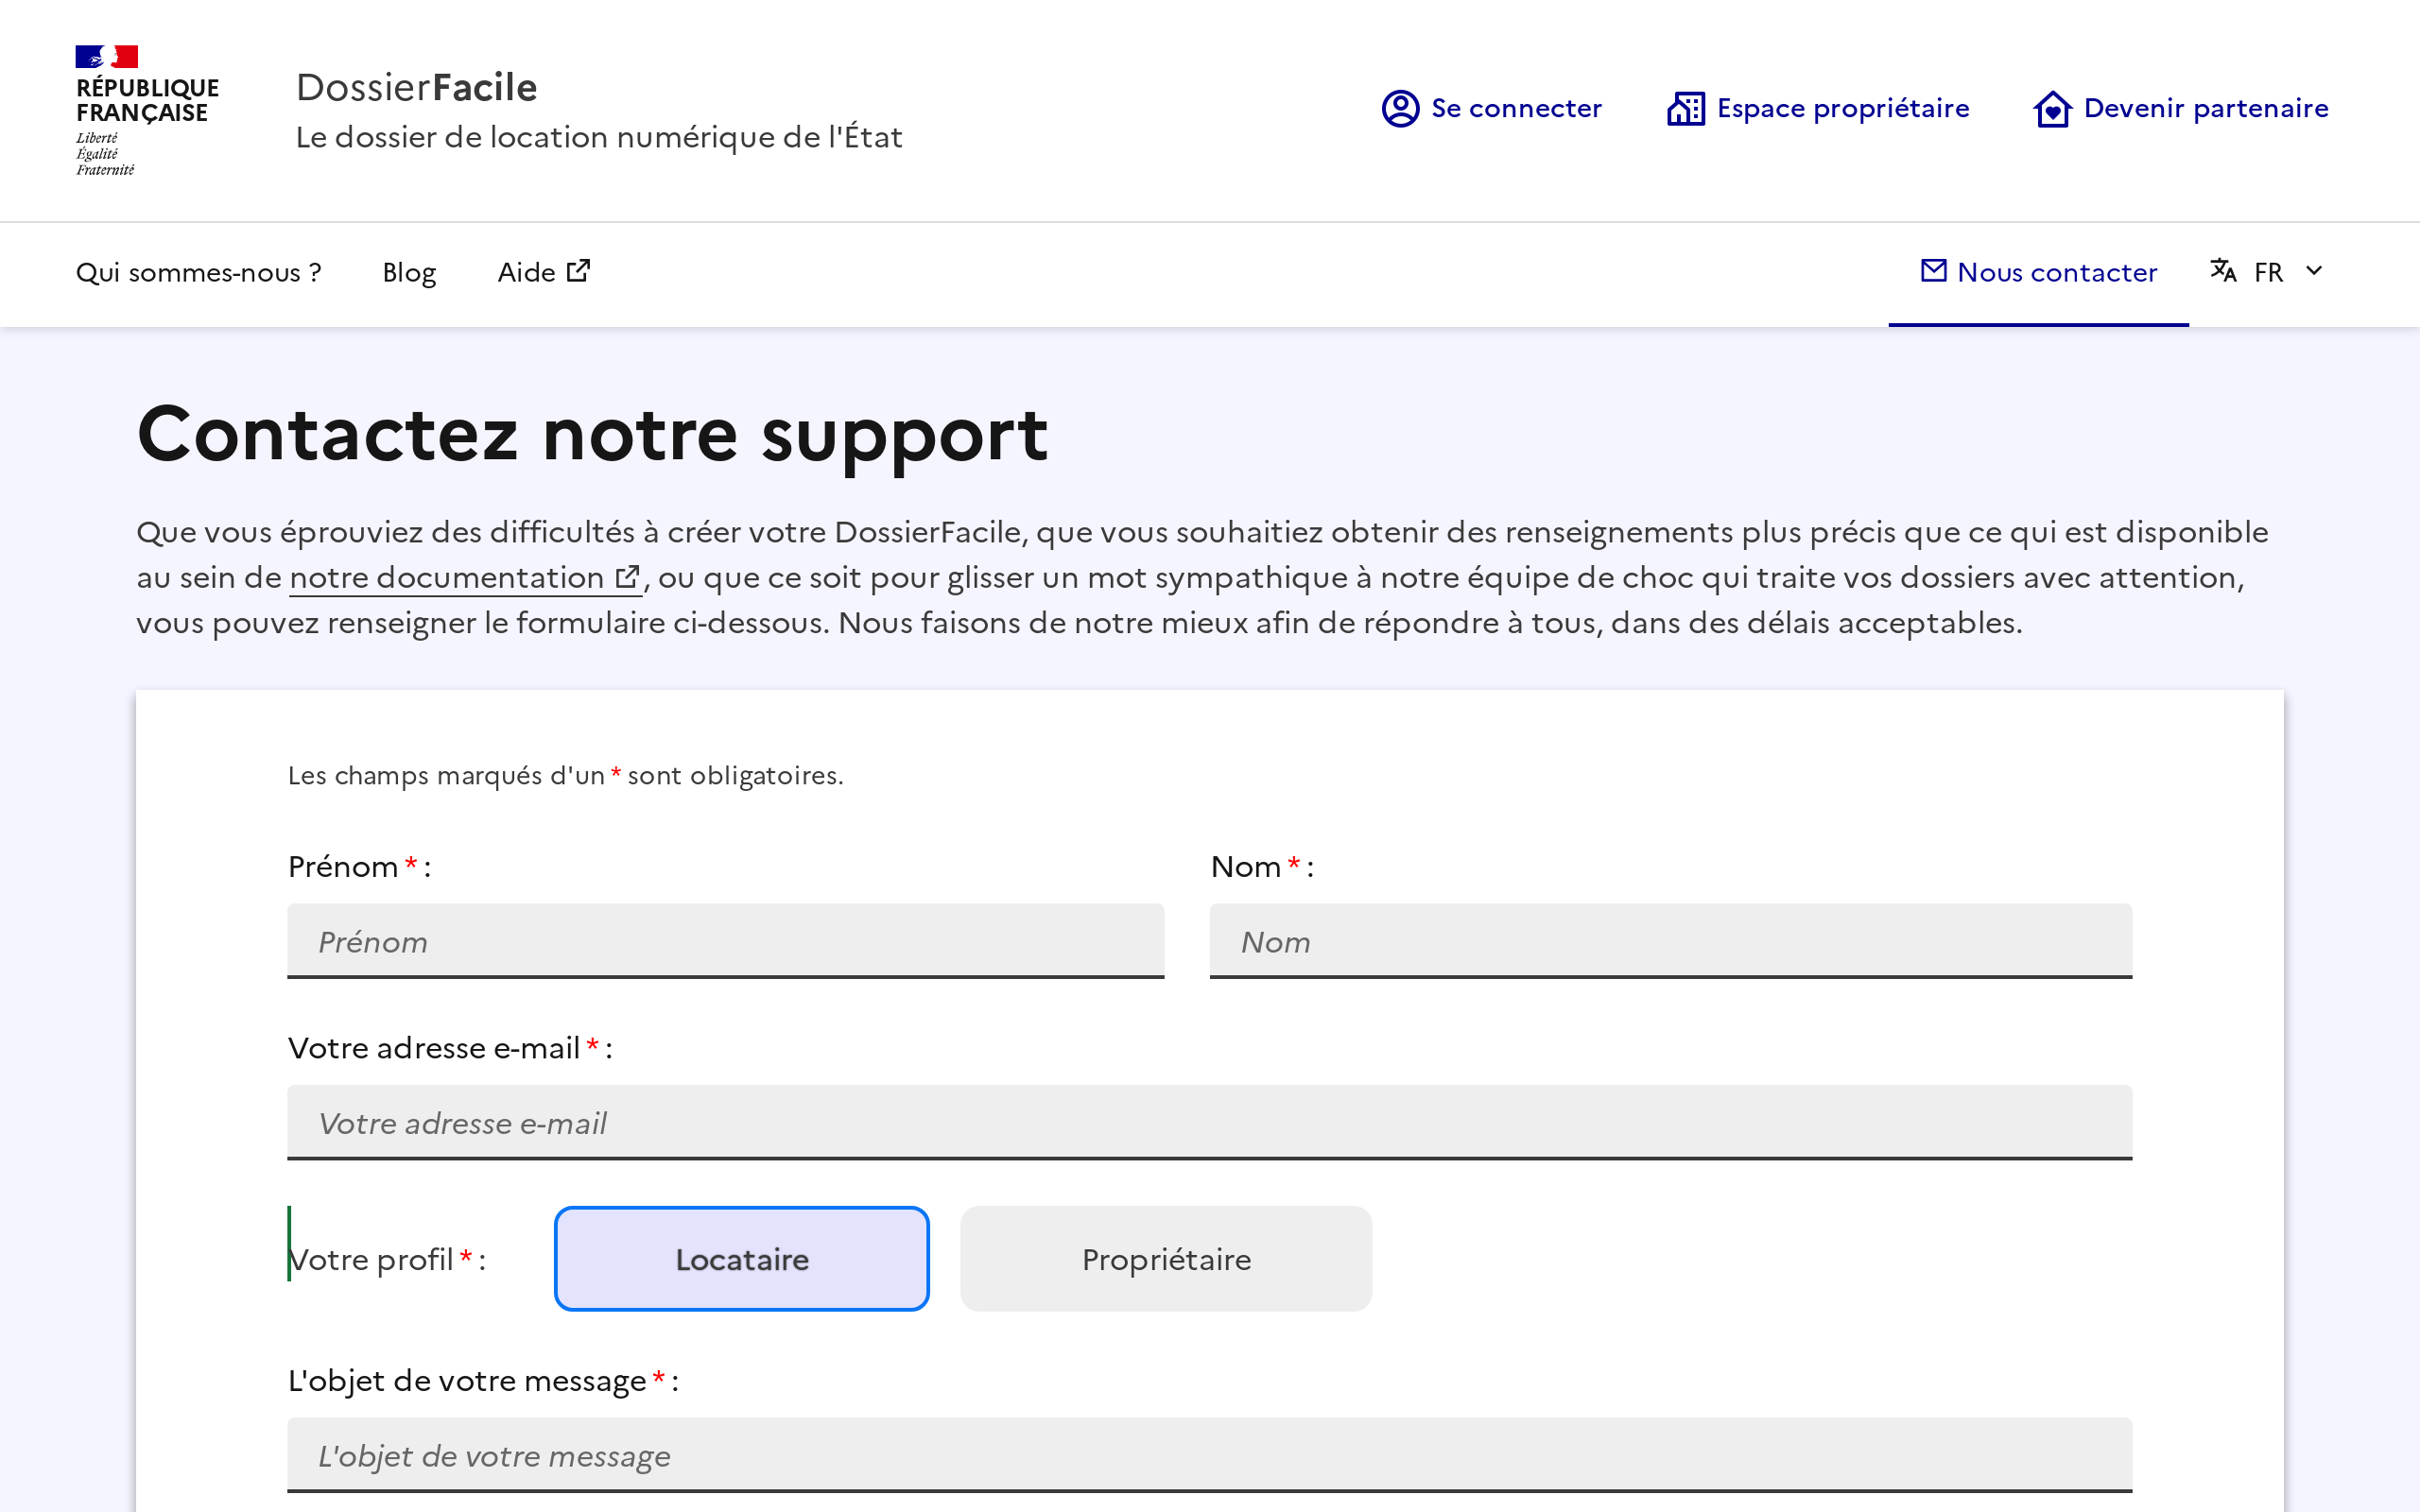 RÉPUBLIQUE
FRANÇAISE
Liberté
Égalité
Fraternité
DossierFacile
Le dossier de location numérique de l'État
Se connecter
Espace propriétaire
Devenir partenaire
Qui sommes-nous ?
Blog
Aide
Nous contacter
FR
Contactez notre support
Que vous éprouviez des difficultés à créer votre DossierFacile, que vous souhaitiez obtenir des renseignements plus précis que ce qui est disponible
au sein de notre documentation , ou que ce soit pour glisser un mot sympathique à notre équipe de choc qui traite vos dossiers avec attention,
vous pouvez renseigner le formulaire ci-dessous. Nous faisons de notre mieux afin de répondre à tous, dans des délais acceptables.
Les champs marqués d'un * sont obligatoires.
Prénom * :
Prénom
Nom * :
Nom
Votre adresse e-mail * :
Votre adresse e-mail
Votre profil * :
Locataire
Propriétaire
L'objet de votre message * :
L'objet de votre message